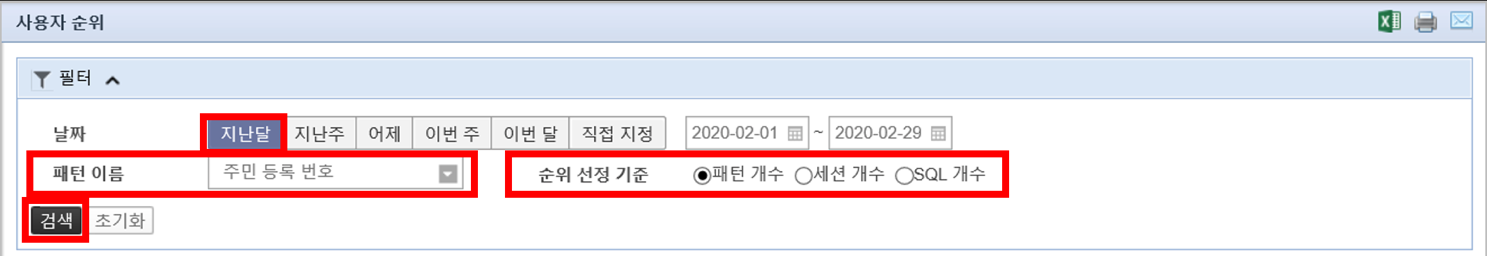 사용자 순위
필터
날짜 지난달 지난주 어제 이번 주 이번 달 직접 지정 2020-02-01 ~ 2020-02-29
패턴 이름 주민 등록 번호 순위 선정 기준 패턴 개수 세션 개수 SQL 개수
검색 초기화